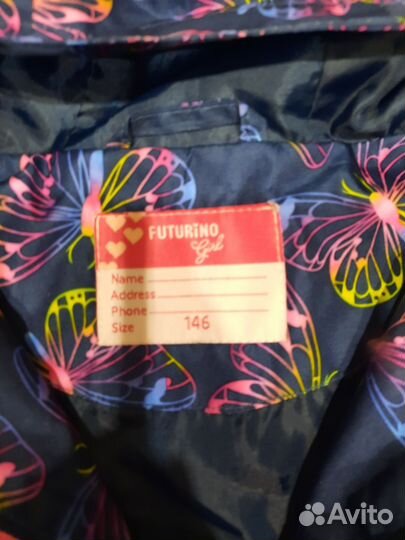 FUTURINO
Girl
Name
Address
Phone
Size 146
Avito